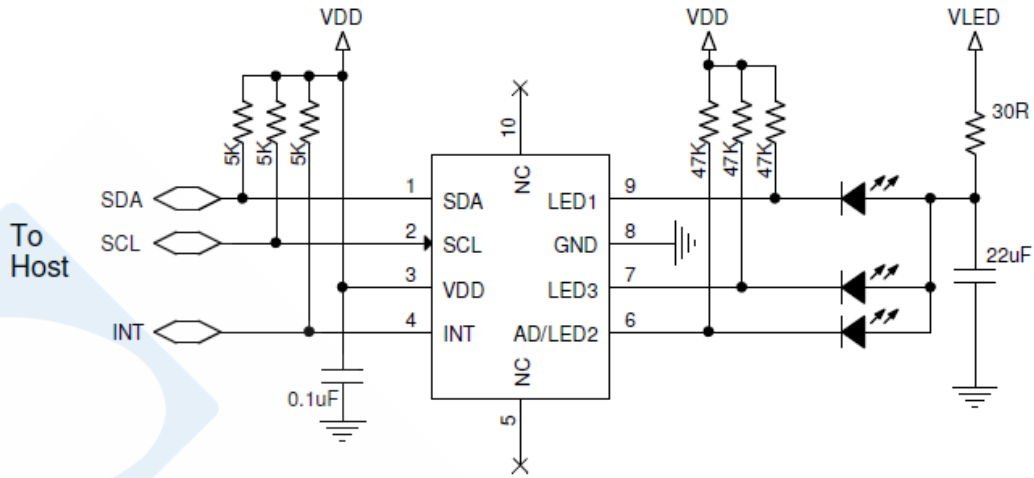 VDD
VDD
VLED
5K
5K
5K
10
NC
47K
47K
47K
30R
SDA
1
SDA
LED1
9
To
Host
SCL
2
SCL
GND
8
22uF
3
VDD
LED3
7
INT
4
INT
AD/LED2
6
0.1uF
NC
5